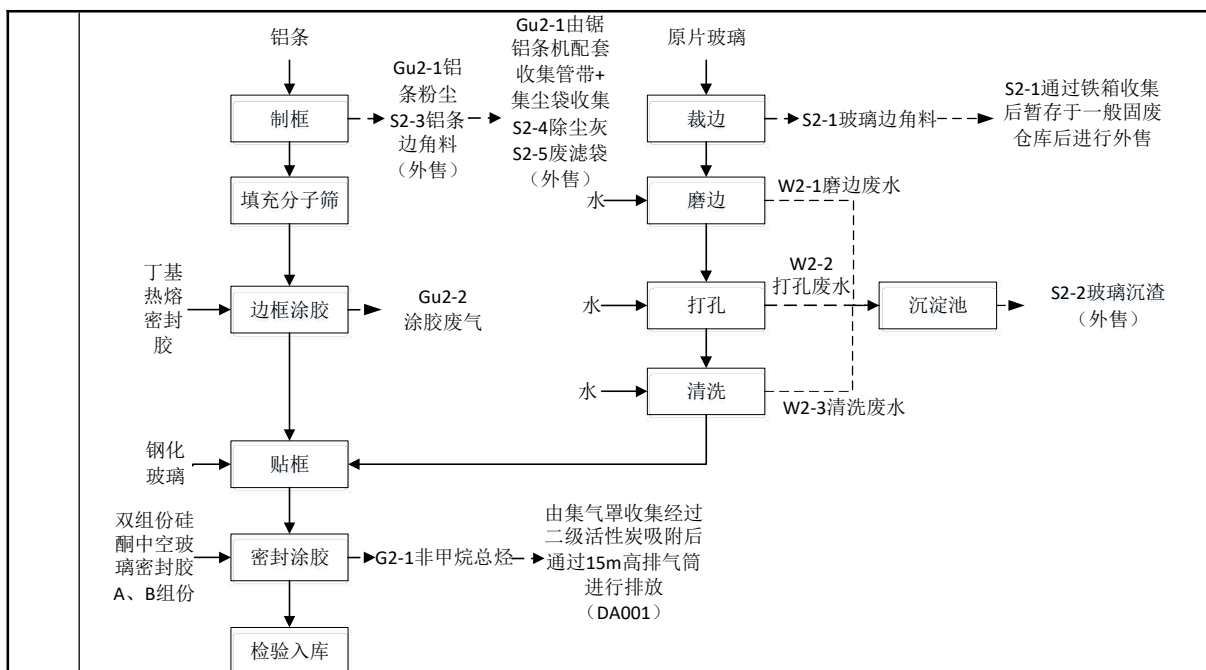 铝条
制框
Gu2-1铝
条粉尘
S2-3铝条
边角料
（外售）
Gu2-1由锯
铝条机配套
收集管带+
集尘袋收集
S2-4除尘灰
S2-5废滤袋
（外售）
填充分子筛
丁基
热熔
密封
胶
边框涂胶
Gu2-2
涂胶废气
原片玻璃
裁边
S2-1玻璃边角料
S2-1通过铁箱收集
后暂存于一般固废
仓库后进行外售
水
磨边
W2-1磨边废水
水
打孔
W2-2
打孔废水
沉淀池
S2-2玻璃沉渣
（外售）
水
清洗
W2-3清洗废水
钢化
玻璃
贴框
双组份硅
酮中空玻
璃密封胶
A、B组份
密封涂胶
G2-1非甲烷总烃
由集气罩收集经过
二级活性炭吸附后
通过15m高排气筒
进行排放
（DA001）
检验入库